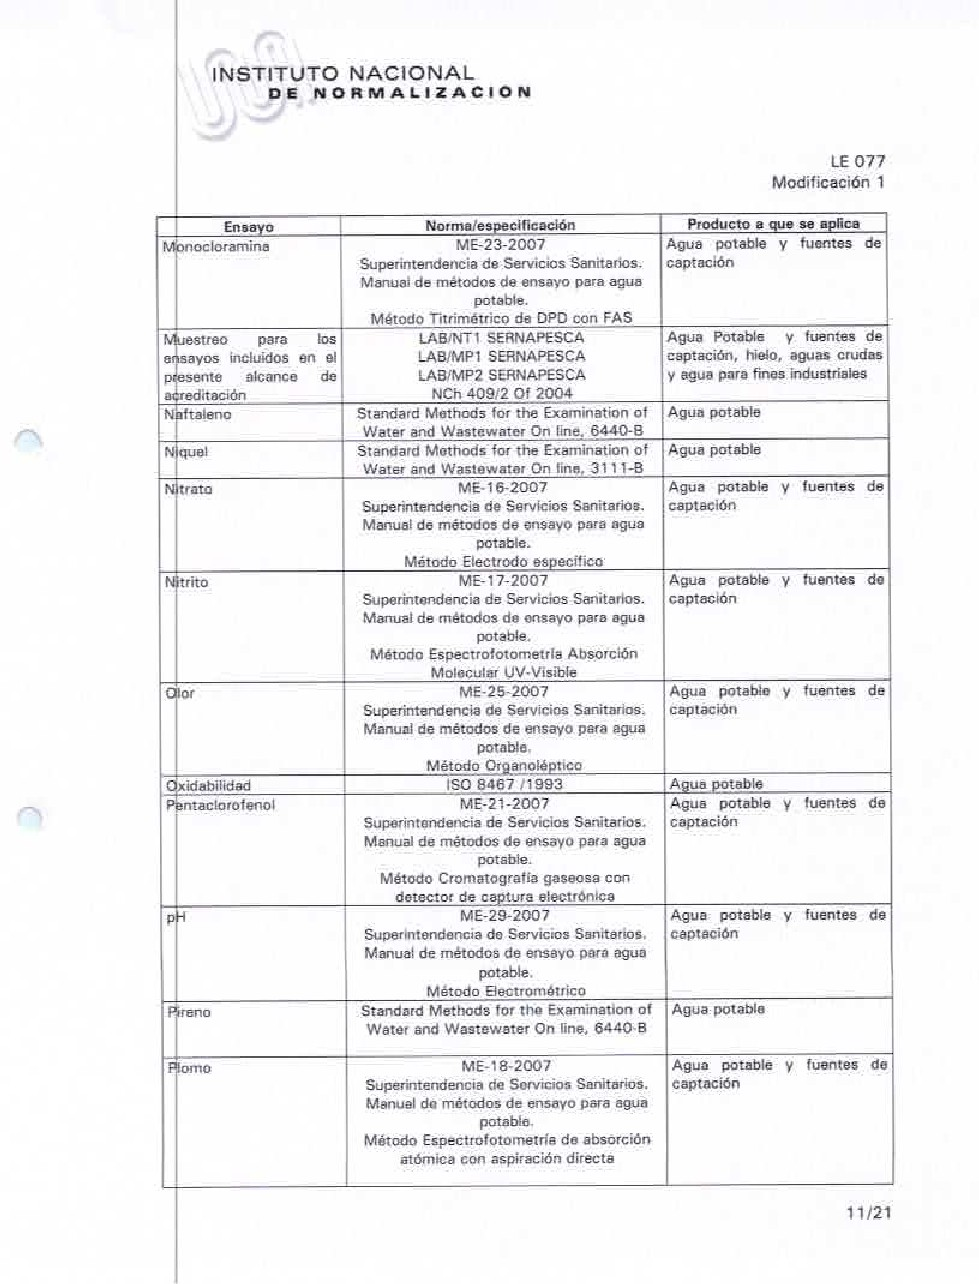 INSTITUTO NACIONAL
DE NORMALIZACION
LE 077
Modificación 1
Ensayo Norma/especificación Producto a que se aplica
Monocloramina ME-23-2007 Agua potable y fuentes de
Superintendencia de Servicios Sanitarios. captación
Manual de métodos de ensayo para agua
potable.
Método Titrimétrico de DPD con FAS
Muestreo para los LAB/NT1 SERNAPESCA Agua Potable y fuentes de
ensayos incluidos en el LAB/MP1 SERNAPESCA captación, hielo, aguas crudas
presente alcance de LAB/MP2 SERNAPESCA y agua para fines industriales
acreditación NCh 409/2 Of 2004
Naftaleno Standard Methods for the Examination of Agua potable
Water and Wastewater On line, 6440-B
Niquel Standard Methods for the Examination of Agua potable
Water and Wastewater On line, 3111-B
Nitrato ME-16-2007 Agua potable y fuentes de
Superintendencia de Servicios Sanitarios. captación
Manual de métodos de ensayo para agua
potable.
Método Electrodo específico
Nitrito ME-17-2007 Agua potable y fuentes de
Superintendencia de Servicios Sanitarios. captación
Manual de métodos de ensayo para agua
potable.
Método Espectrofotometría Absorción
Molecular UV-Visible
Olor ME-25-2007 Agua potable y fuentes de
Superintendencia de Servicios Sanitarios. captación
Manual de métodos de ensayo para agua
potable.
Método Organoléptico
Oxidabilidad ISO 8467 /1993 Agua potable
Pentaclorofenol ME-21-2007 Agua potable y fuentes de
Superintendencia de Servicios Sanitarios. captación
Manual de métodos de ensayo para agua
potable.
Método Cromatografía gaseosa con
detector de captura electrónica
pH ME-29-2007 Agua potable y fuentes de
Superintendencia de Servicios Sanitarios. captación
Manual de métodos de ensayo para agua
potable.
Método Electrométrico
Pireno Standard Methods for the Examination of Agua potable
Water and Wastewater On line, 6440-B
Plomo ME-18-2007 Agua potable y fuentes de
Superintendencia de Servicios Sanitarios. captación
Manual de métodos de ensayo para agua
potable.
Método Espectrofotometría de absorción
atómica con aspiración directa
11/21